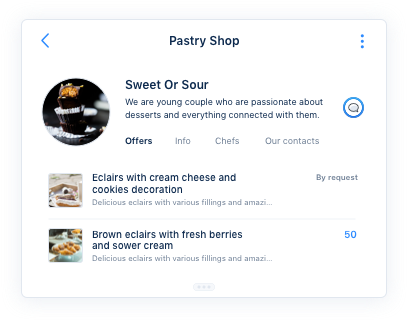 Pastry Shop
Sweet Or Sour
We are young couple who are passionate about
desserts and everything connected with them.
Offers Info Chefs Our contacts
Eclairs with cream cheese and
cookies decoration
By request
Delicious eclairs with various fillings and amazi...
Brown eclairs with fresh berries
and sower cream
50
Delicious eclairs with various fillings and amazi...